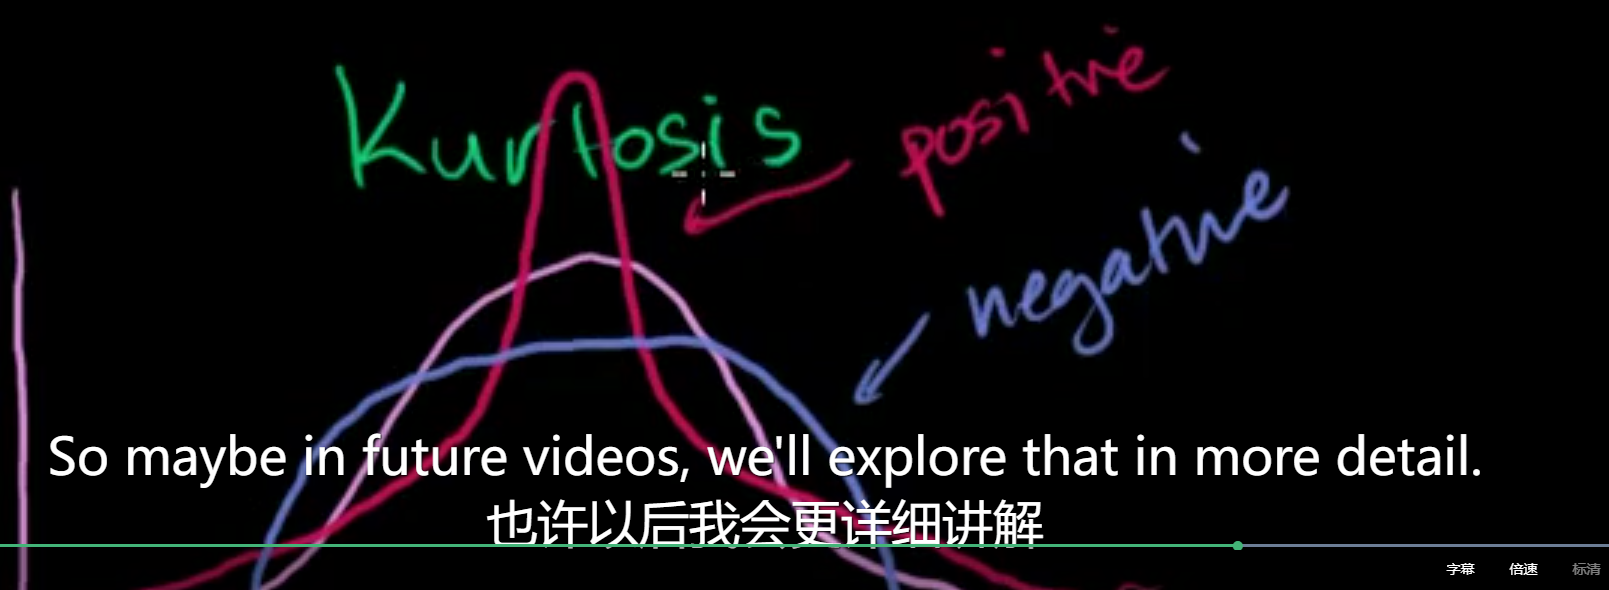 Kurtosis
positive
negative
So maybe in future videos, we'll explore that in more detail.
也许以后我会更详细讲解
字幕 倍速 标清